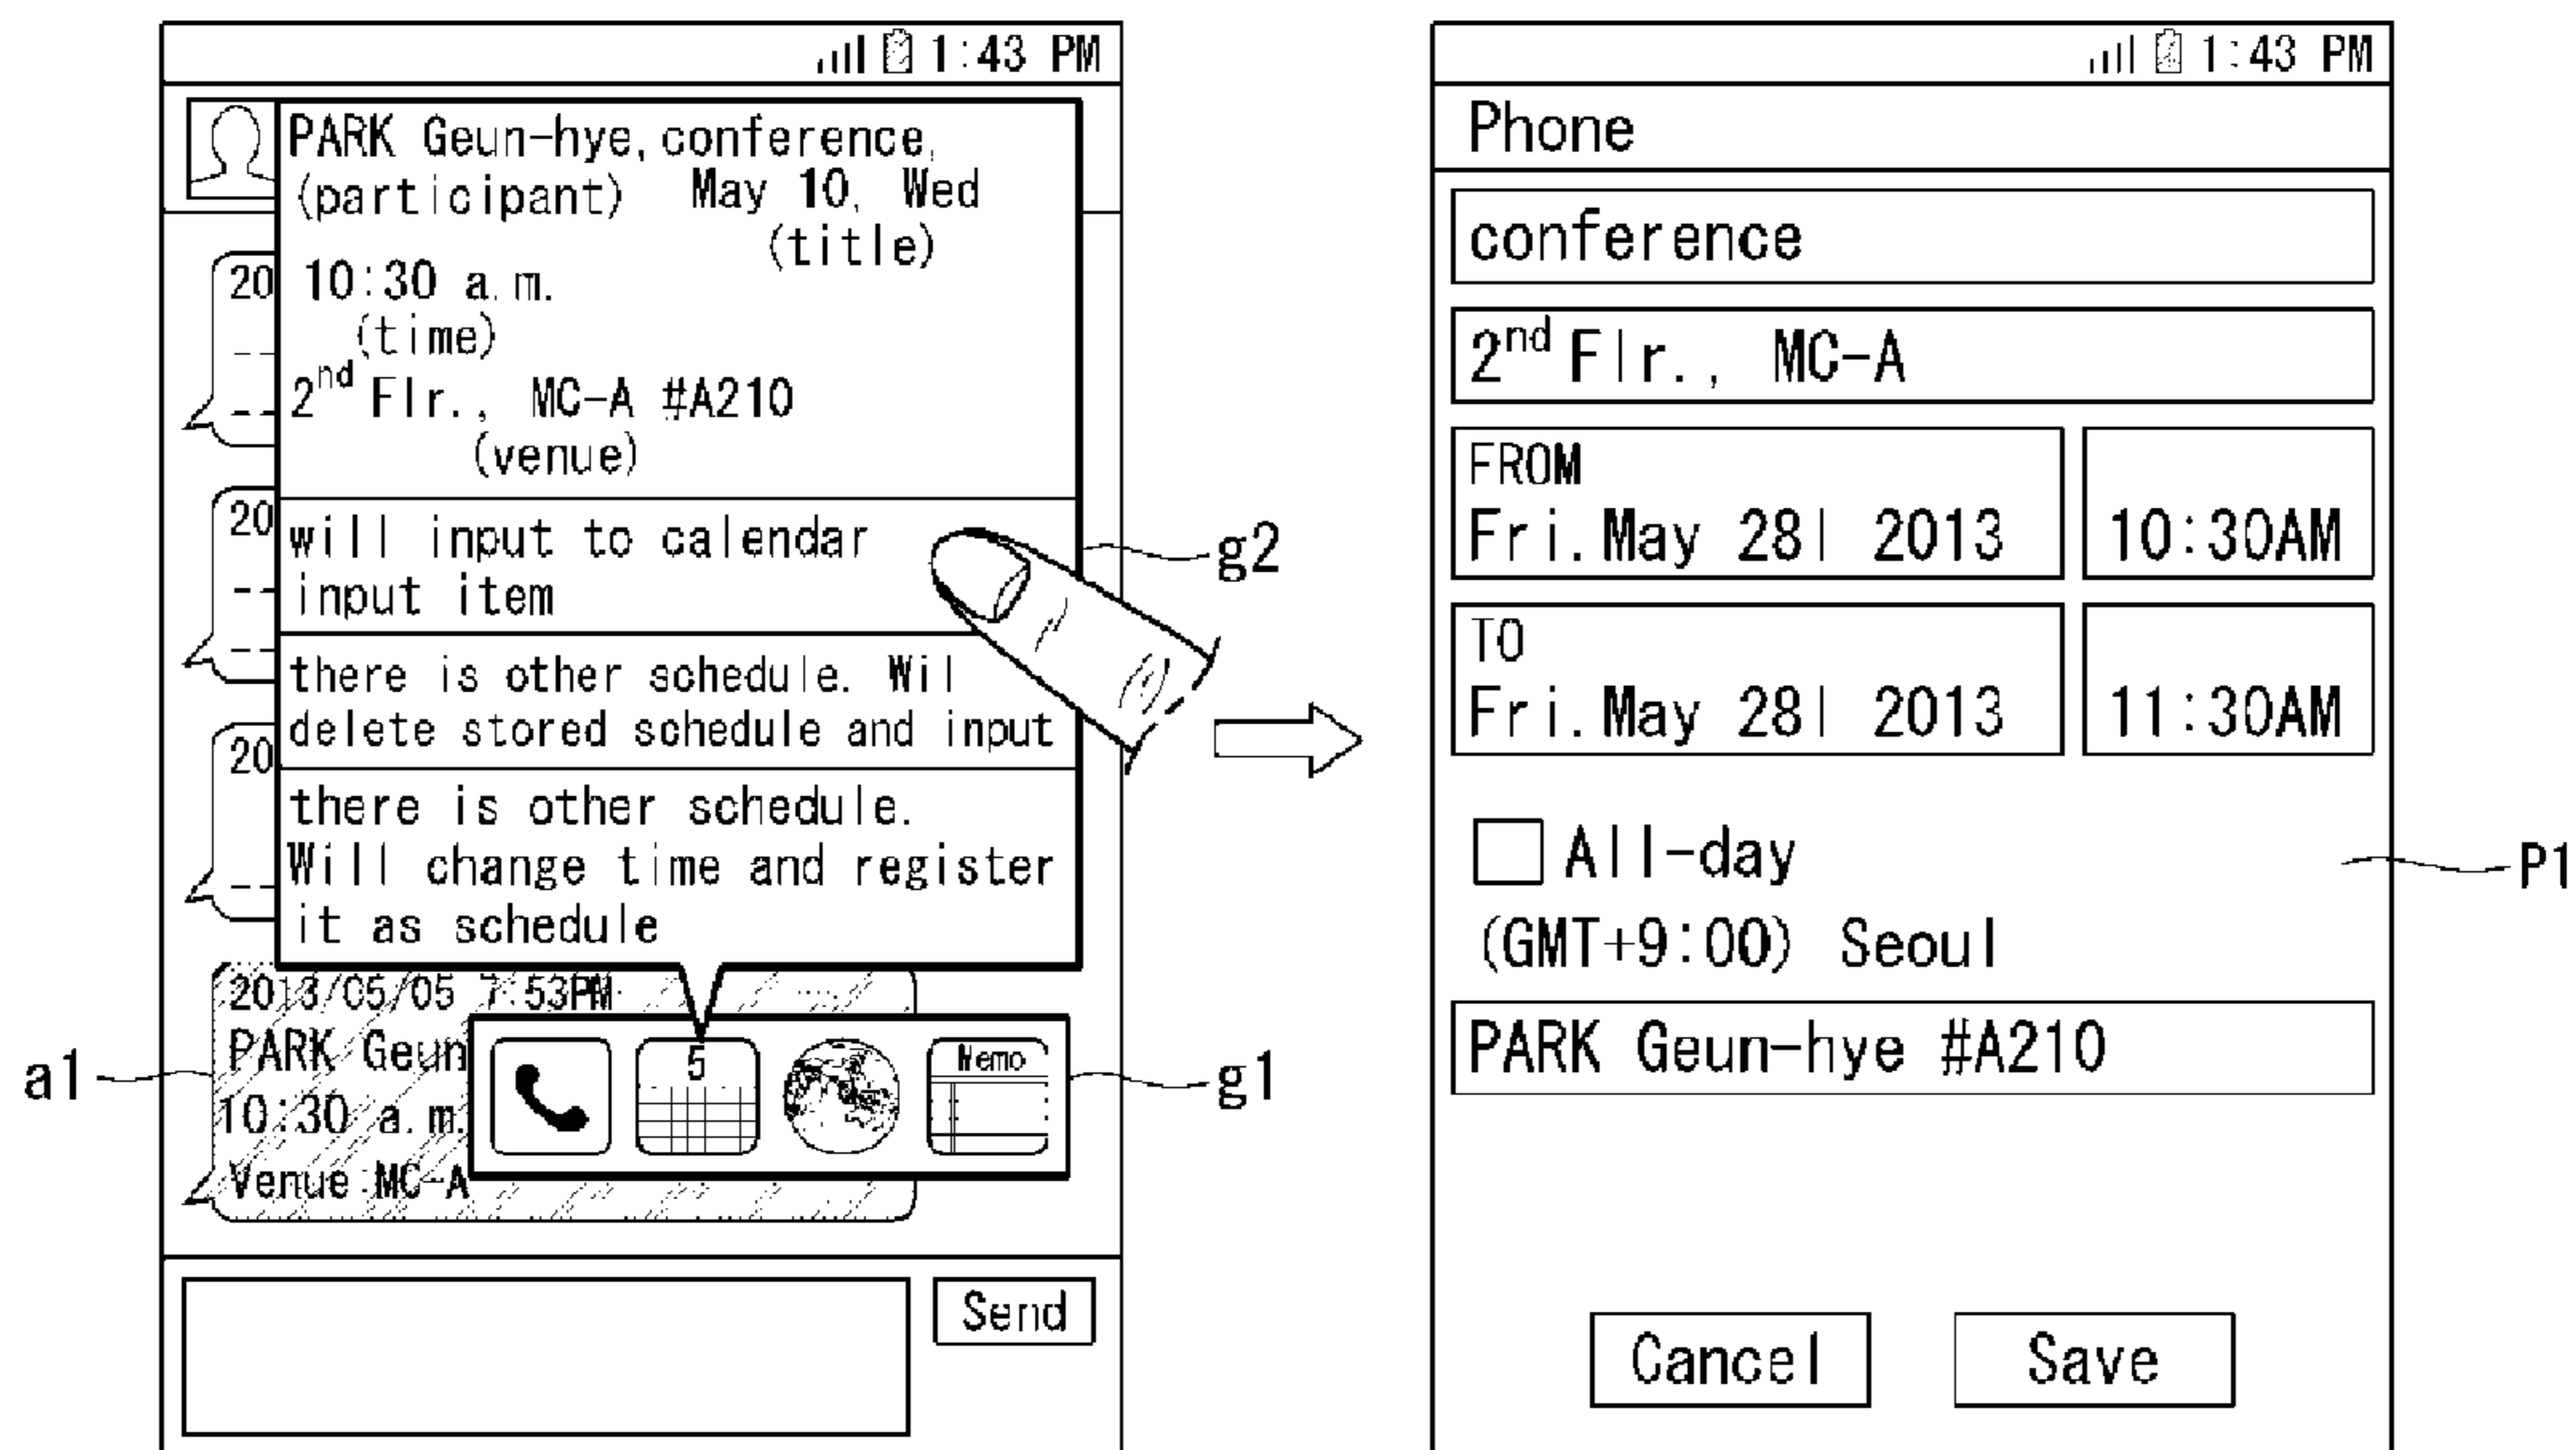 1:43 PM
PARK Geun-hye, conference,
(participant) May 10, Wed
(title)
20
10:30 a.m.
(time)
2nd Flr., MC-A #A210
(venue)
20
will input to calendar
input item
g2
there is other schedule. Wil
delete stored schedule and input
20
there is other schedule.
Will change time and register
it as schedule
2013/05/05 7:53PM
PARK Geun
a1
5
Memo
g1
10:30 a.m.
Venue MC-A
Send
1:43 PM
Phone
conference
2nd Flr., MC-A
FROM
Fri.May 28| 2013 10:30AM
TO
Fri.May 28| 2013 11:30AM
All-day
P1
(GMT+9:00) Seoul
PARK Geun-hye #A210
Cancel Save